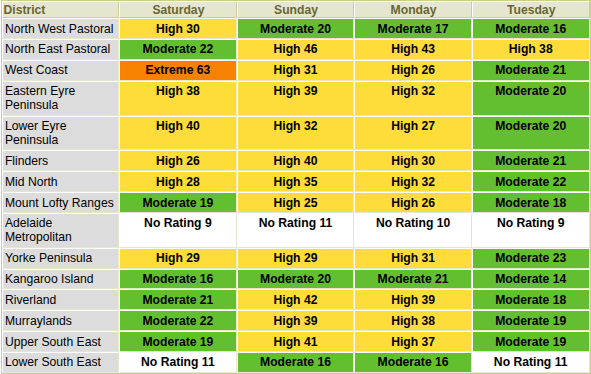 District Saturday Sunday Monday Tuesday
North West Pastoral High 30 Moderate 20 Moderate 17 Moderate 16
North East Pastoral Moderate 22 High 46 High 43 High 38
West Coast Extreme 63 High 31 High 26 Moderate 21
Eastern Eyre High 38 High 39 High 32 Moderate 20
Peninsula
Lower Eyre High 40 High 32 High 27 Moderate 20
Peninsula
Flinders High 26 High 40 High 30 Moderate 21
Mid North High 28 High 35 High 32 Moderate 22
Mount Lofty Ranges Moderate 19 High 25 High 26 Moderate 18
Adelaide No Rating 9 No Rating 11 No Rating 10 No Rating 9
Metropolitan
Yorke Peninsula High 29 High 29 High 31 Moderate 23
Kangaroo Island Moderate 16 Moderate 20 Moderate 21 Moderate 14
Riverland Moderate 21 High 42 High 39 Moderate 18
Murraylands Moderate 22 High 39 High 38 Moderate 19
Upper South East Moderate 19 High 41 High 37 Moderate 19
Lower South East No Rating 11 Moderate 16 Moderate 16 No Rating 11